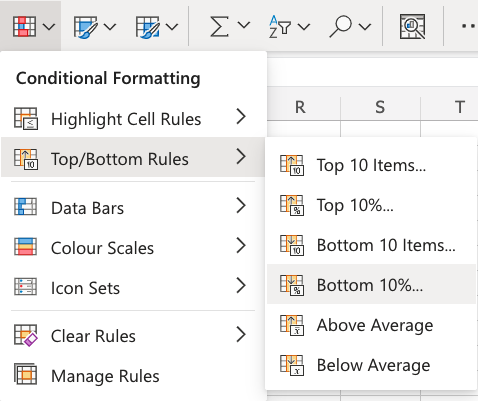 Conditional Formatting
Highlight Cell Rules
Top/Bottom Rules
Data Bars
Colour Scales
Icon Sets
Clear Rules
Manage Rules
R S T
Top 10 Items...
Top 10%...
Bottom 10 Items...
Bottom 10%...
Above Average
Below Average